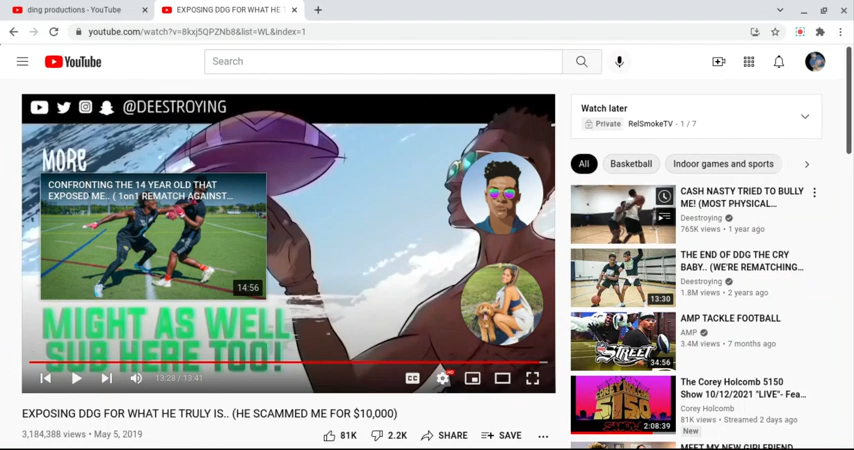 ding productions - YouTube
EXPOSING DDG FOR WHAT HE T
youtube.com/watch?v=8kxj5QPZNb8&list=WL&index=1
YouTube
Search
@DEESTROYING
MORE
CONFRONTING THE 14 YEAR OLD THAT
EXPOSED ME.. ( 1on1 REMATCH AGAINST...
14:56
MIGHT AS WELL
SUB HERE TOO!
13:28 / 13:41
CC
EXPOSING DDG FOR WHAT HE TRULY IS.. (HE SCAMMED ME FOR $10,000)
3,184,388 views • May 5, 2019
81K
2.2K
SHARE
SAVE
Watch later
Private
RelSmokeTV - 1 / 7
All
Basketball
Indoor games and sports
CASH NASTY TRIED TO BULLY
ME! (MOST PHYSICAL...
Deestroying
765K views • 1 year ago
13:30
THE END OF DDG THE CRY
BABY.. (WE'RE REMATCHING...
Deestroying
1.8M views • 2 years ago
STREET
34:56
AMP TACKLE FOOTBALL
AMP
3.4M views • 7 months ago
COREY HOLCOMB
5150
SHOW
2:08:39
The Corey Holcomb 5150
Show 10/12/2021 "LIVE"- Fea...
Corey Holcomb
81K views • Streamed 2 days ago
New
MEET MY NEW GIRLFRIEND